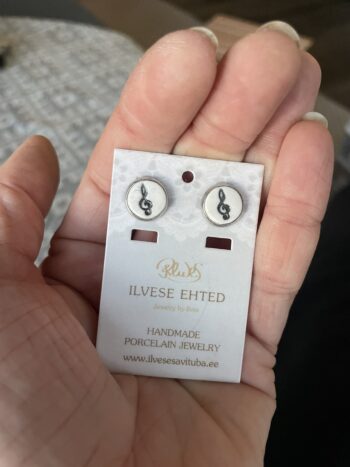 ILVESE EHTED
HANDMADE
PORCELAIN JEWELRY
www.ilvesesavituba.ee